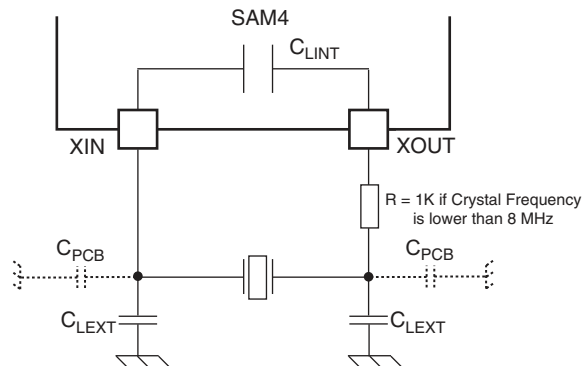 SAM4
CLINT
XIN
XOUT
R = 1K if Crystal Frequency
is lower than 8 MHz
CPCB
CPCB
CLEXT
CLEXT